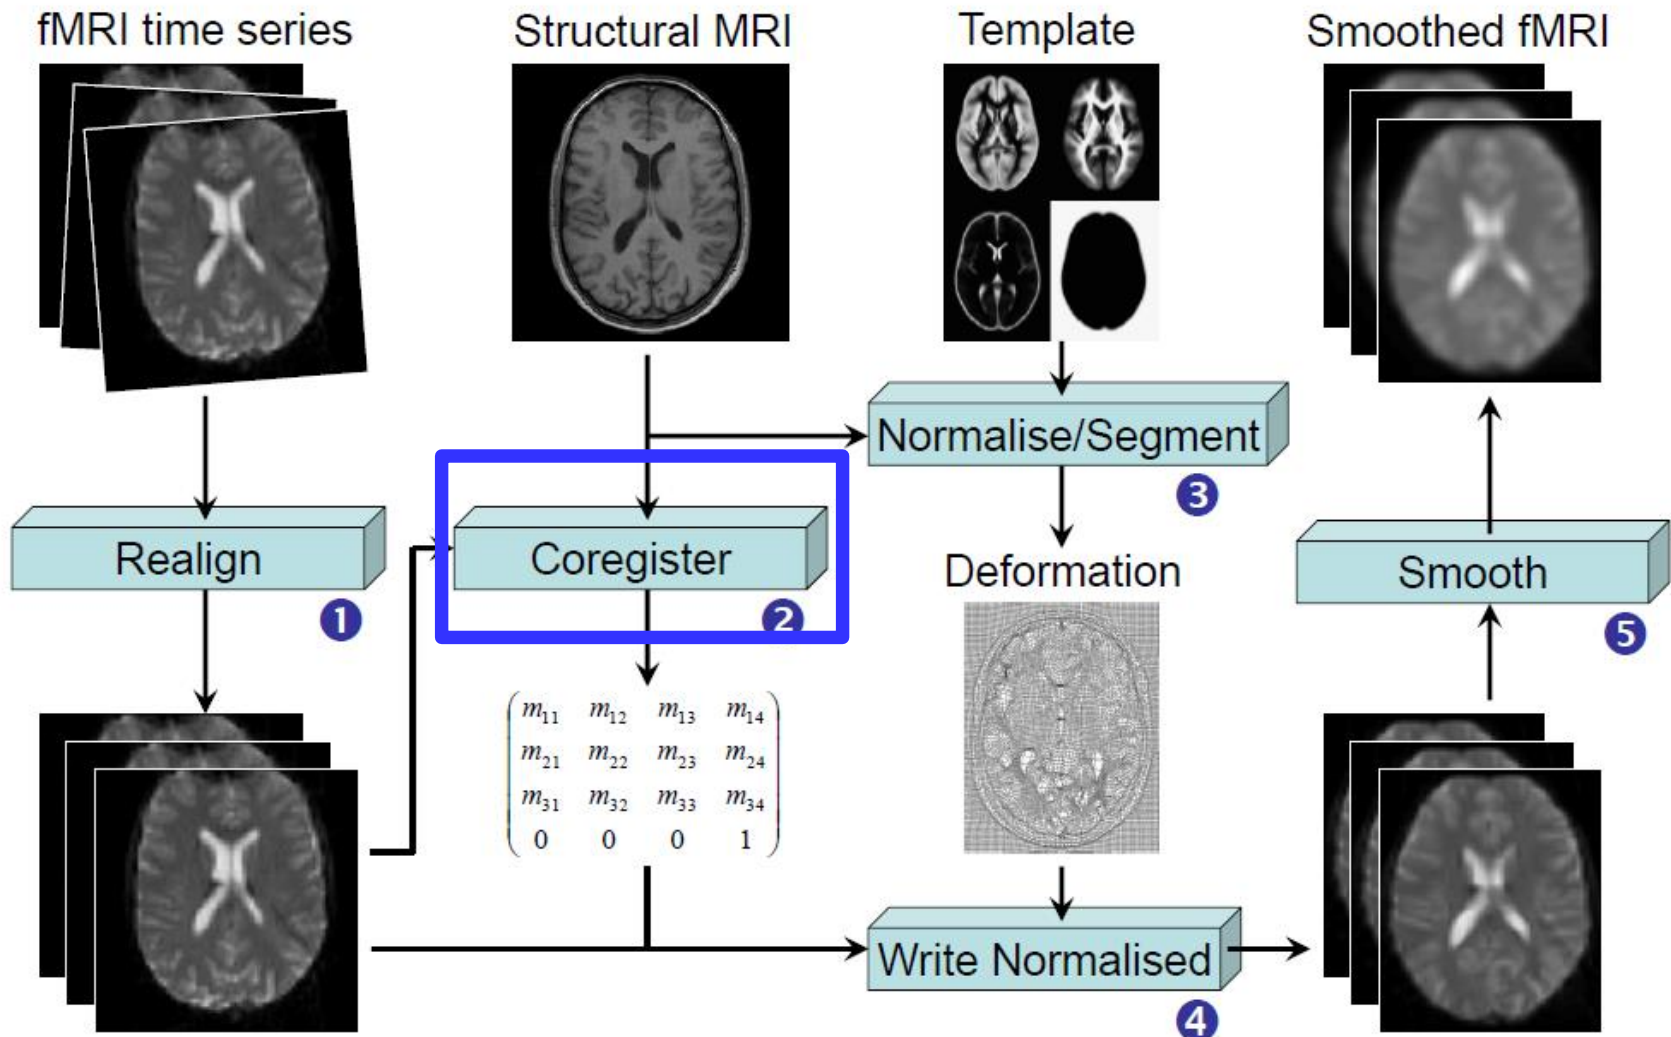 fMRI time series
Structural MRI
Template
Smoothed fMRI
Normalise/Segment
3
Realign
1
Coregister
2
Deformation
Smooth
5
m11 m12 m13 m14
m21 m22 m23 m24
m31 m32 m33 m34
0 0 0 1
Write Normalised
4